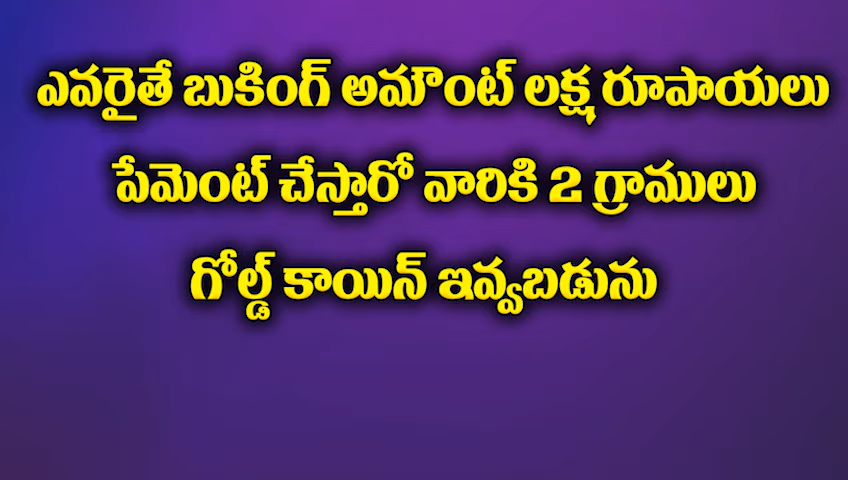 ఎవరైతే బుకింగ్ అమౌంట్ లక్ష రూపాయలు
పేమెంట్ చేస్తారో వారికి 2 గ్రాములు
గోల్డ్ కాయిన్ ఇవ్వబడును